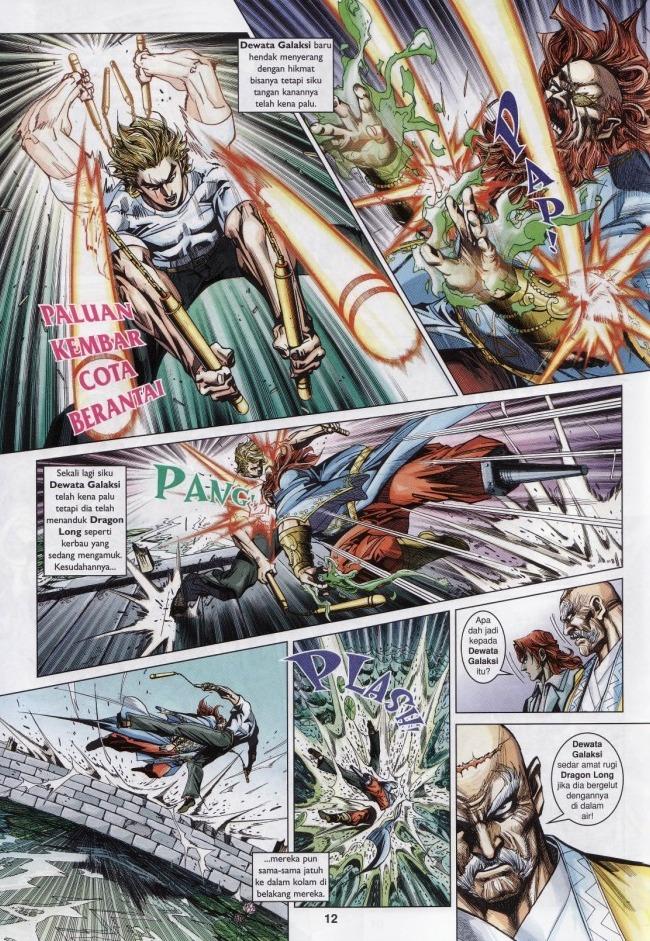 Dewata Galaksi baru
hendak menyerang
dengan hikmat
bisanya tetapi siku
tangan kanannya
telah kena palu.
PAP!
PALUAN
KEMBAR
COTA
BERANTAI
Sekali lagi siku
Dewata Galaksi
telah kena palu
tetapi dia telah
menanduk Dragon
Long seperti
kerbau yang
sedang mengamuk.
Kesudahannya...
PANG!
Apa
dah jadi
kepada
Dewata
Galaksi
itu?
PLASH!
...mereka pun
sama-sama jatuh
ke dalam kolam di
belakang mereka.
Dewata
Galaksi
sedar amat rugi
Dragon Long
jika dia bergelut
dengannya
di dalam
air!
12